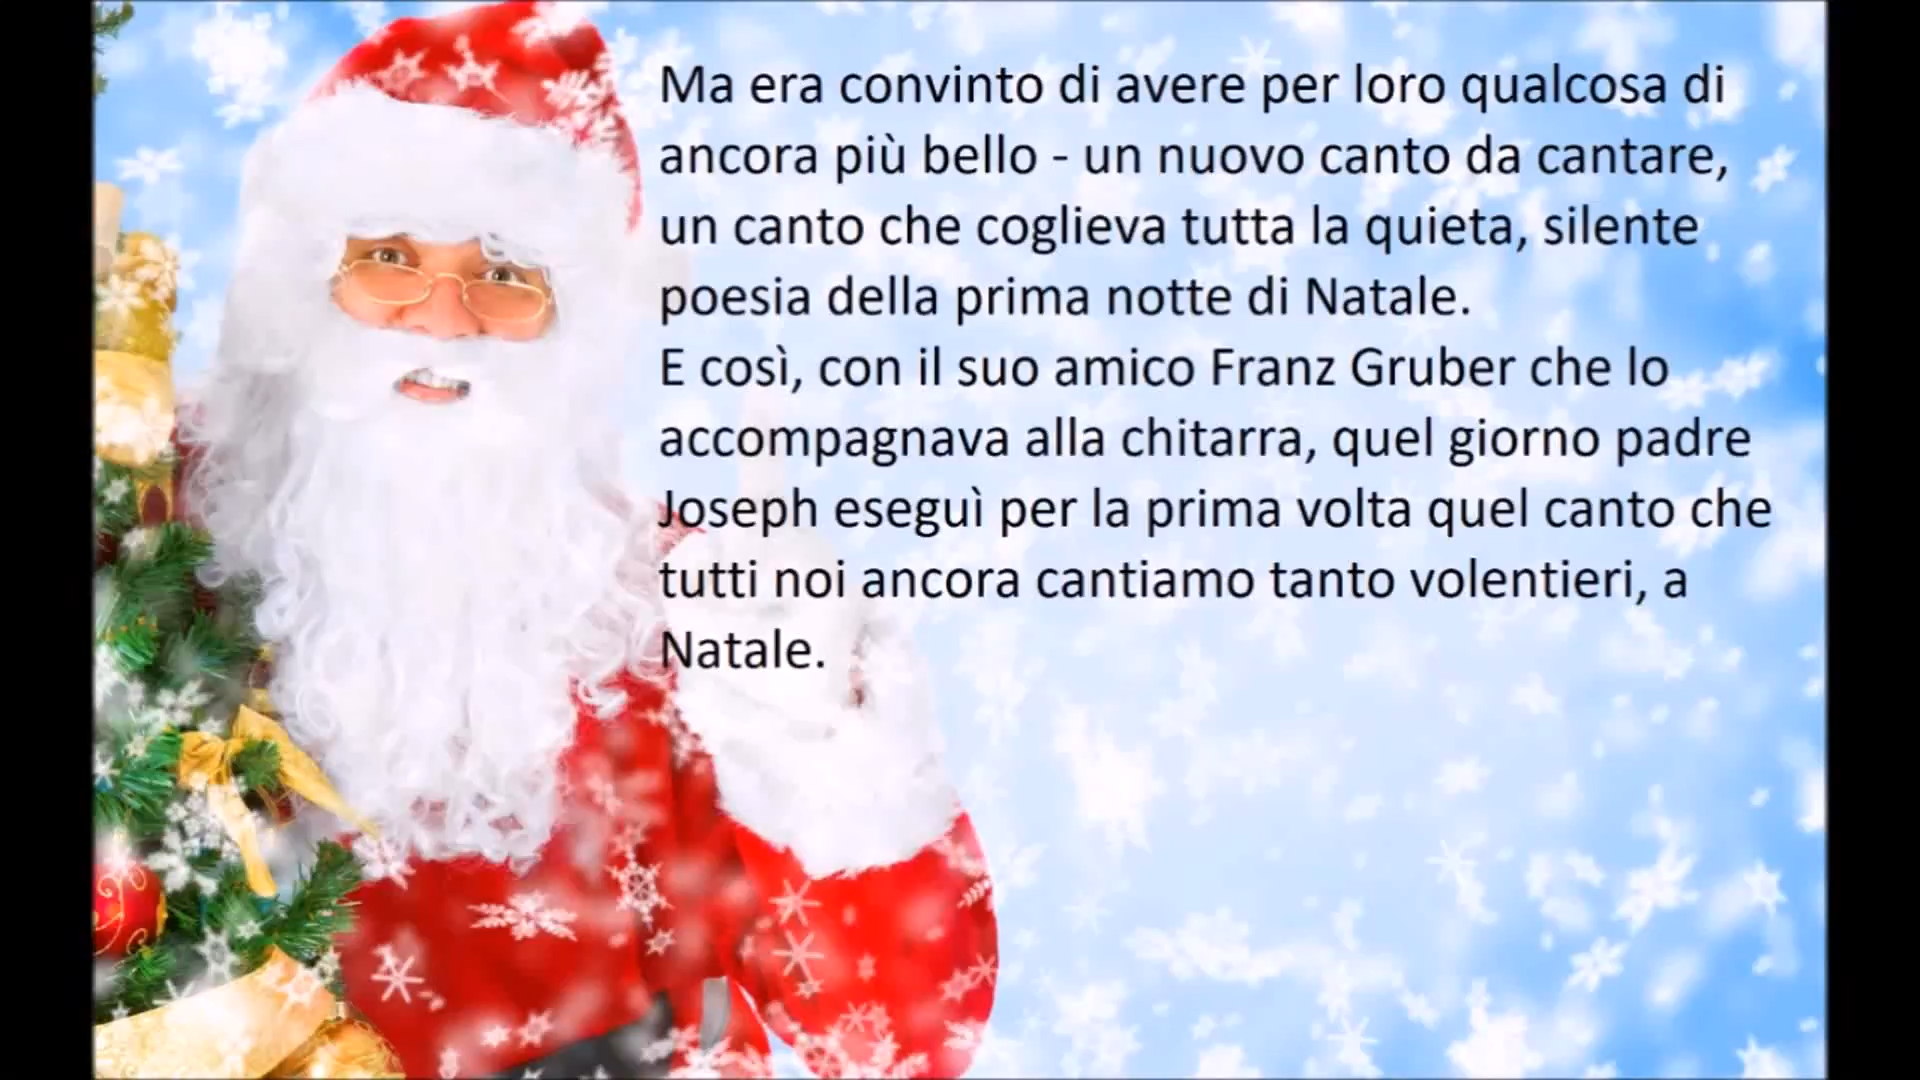 Ma era convinto di avere per loro qualcosa di
ancora più bello - un nuovo canto da cantare,
un canto che coglieva tutta la quieta, silente
poesia della prima notte di Natale.
E così, con il suo amico Franz Gruber che lo
accompagnava alla chitarra, quel giorno padre
Joseph eseguì per la prima volta quel canto che
tutti noi ancora cantiamo tanto volentieri, a
Natale.